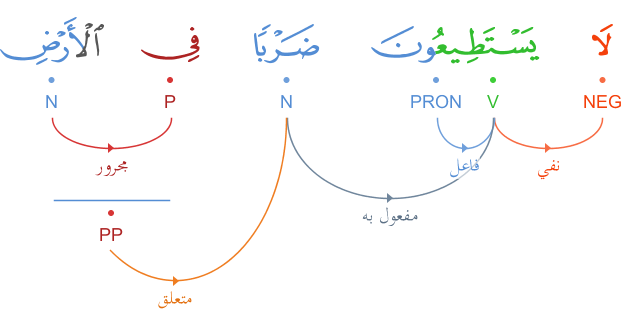 لَا يَسْتَطِيعُونَ ضَرْبًا فِى ٱلْأَرْضِ
NEG V PRON N P N
نفي فاعل مجرور
مفعول به
PP
متعلق